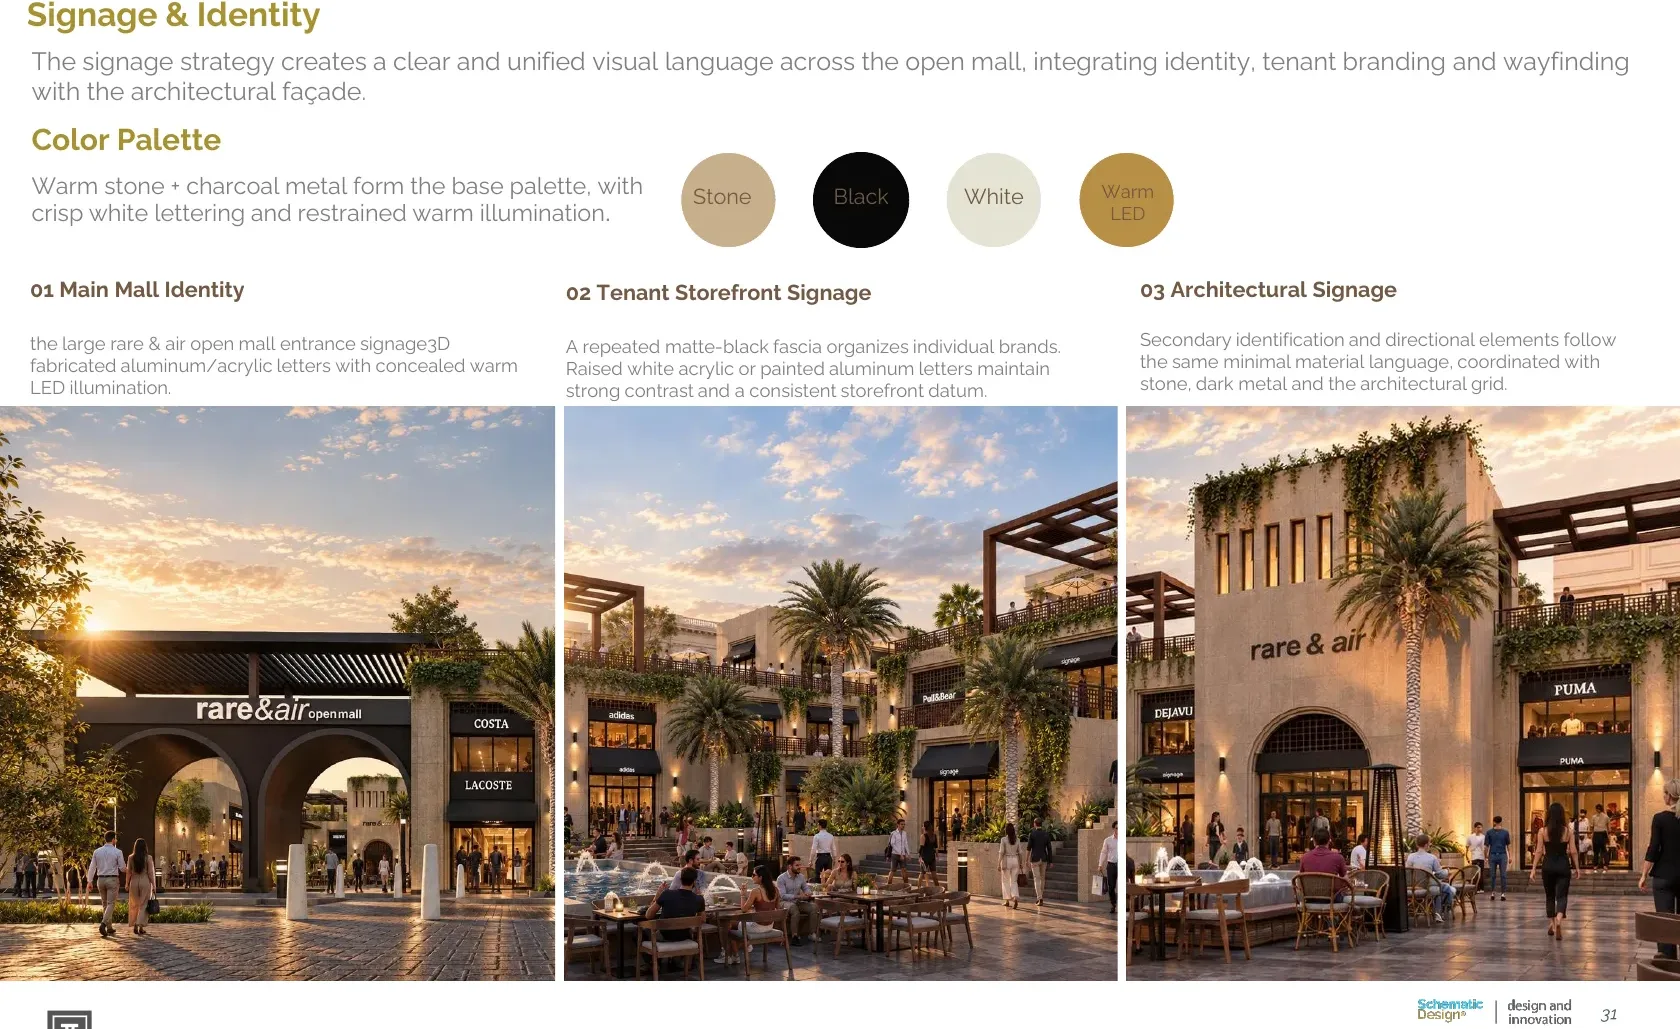 Signage & Identity
The signage strategy creates a clear and unified visual language across the open mall, integrating identity, tenant branding and wayfinding
with the architectural façade.
Color Palette
Warm stone + charcoal metal form the base palette, with
crisp white lettering and restrained warm illumination.
Stone
Black
White
Warm
LED
01 Main Mall Identity
the large rare & air open mall entrance signage3D
fabricated aluminum/acrylic letters with concealed warm
LED illumination.
02 Tenant Storefront Signage
A repeated matte-black fascia organizes individual brands.
Raised white acrylic or painted aluminum letters maintain
strong contrast and a consistent storefront datum.
03 Architectural Signage
Secondary identification and directional elements follow
the same minimal material language, coordinated with
stone, dark metal and the architectural grid.
rare&air openmall
COSTA
LACOSTE
rare &
adidas
adidas
Pull&Bear
signage
signage
rare & air
DEJAVU
signage
PUMA
PUMA
Schematic
Design®
design and
innovation
31